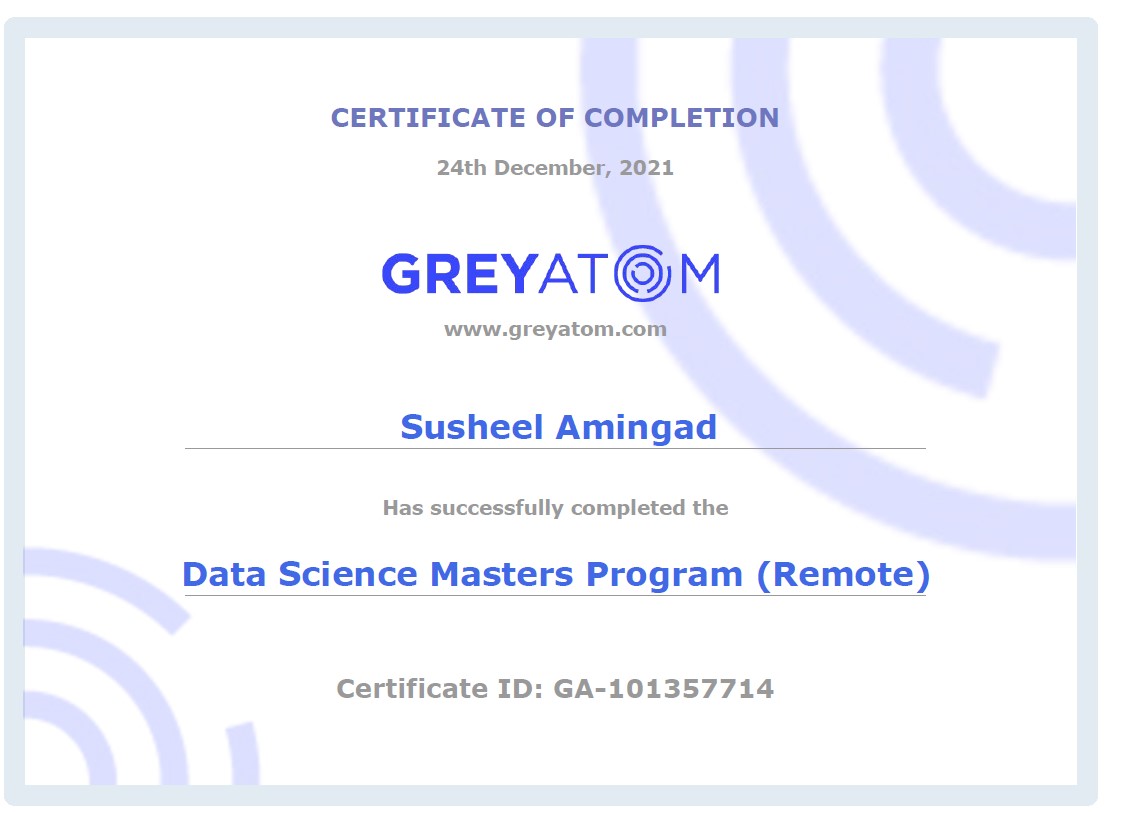 CERTIFICATE OF COMPLETION
24th December, 2021
GREYATOM
www.greyatom.com
Susheel Amingad
Has successfully completed the
Data Science Masters Program (Remote)
Certificate ID: GA-101357714